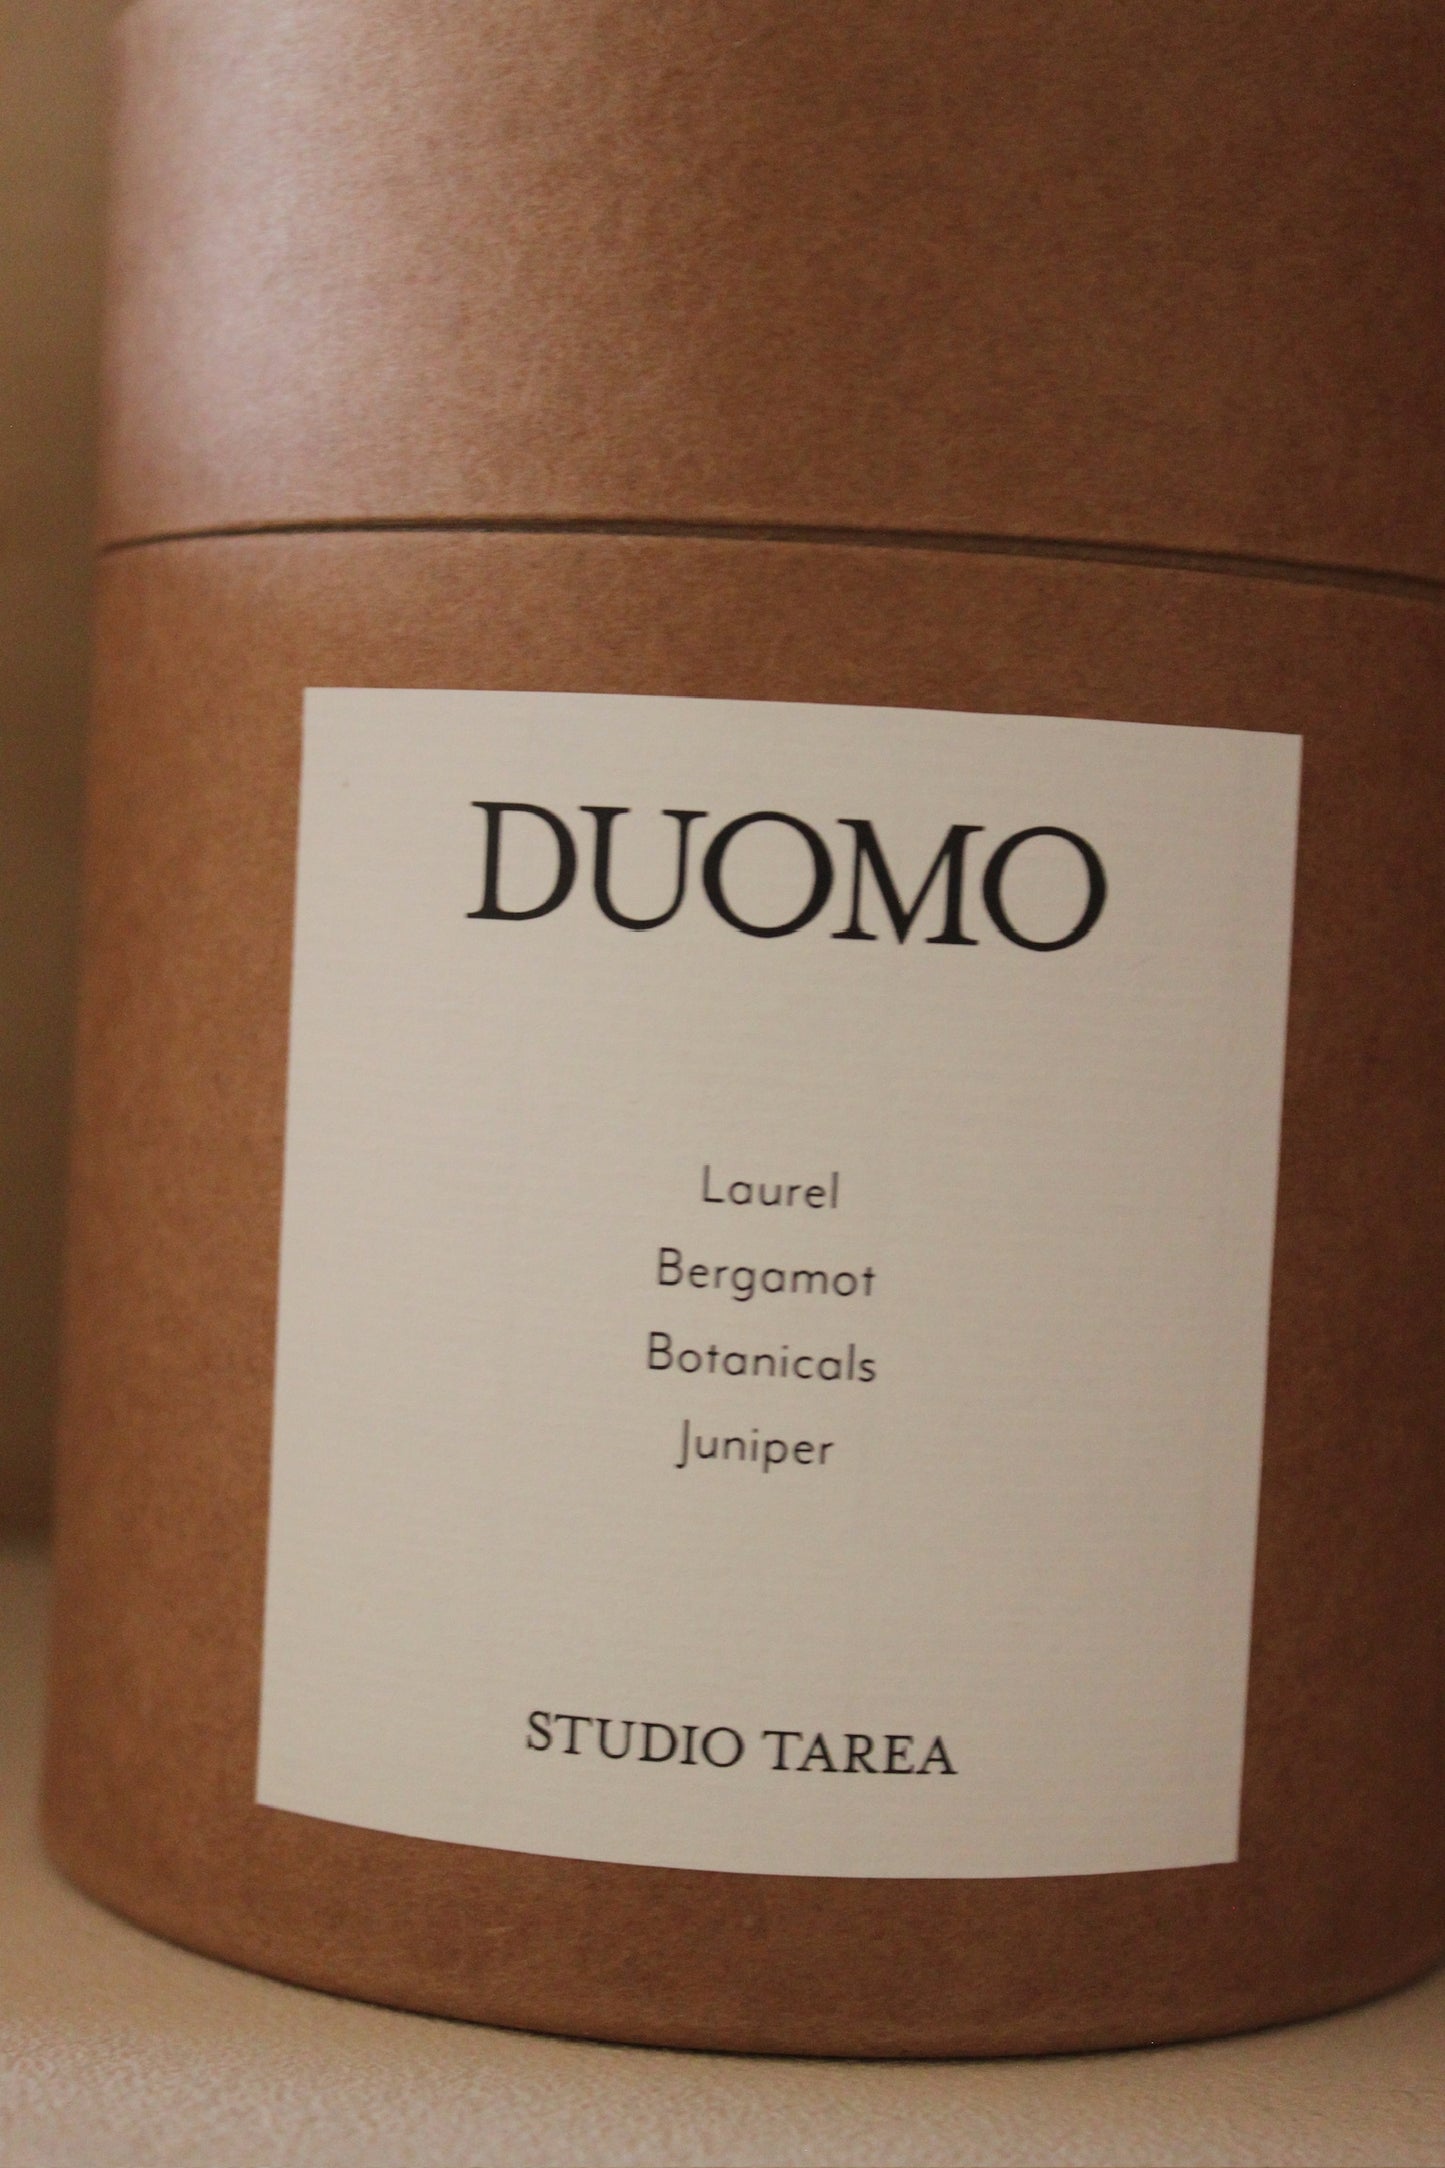 DUOMO
Laurel
Bergamot
Botanicals
Juniper
STUDIO TAREA